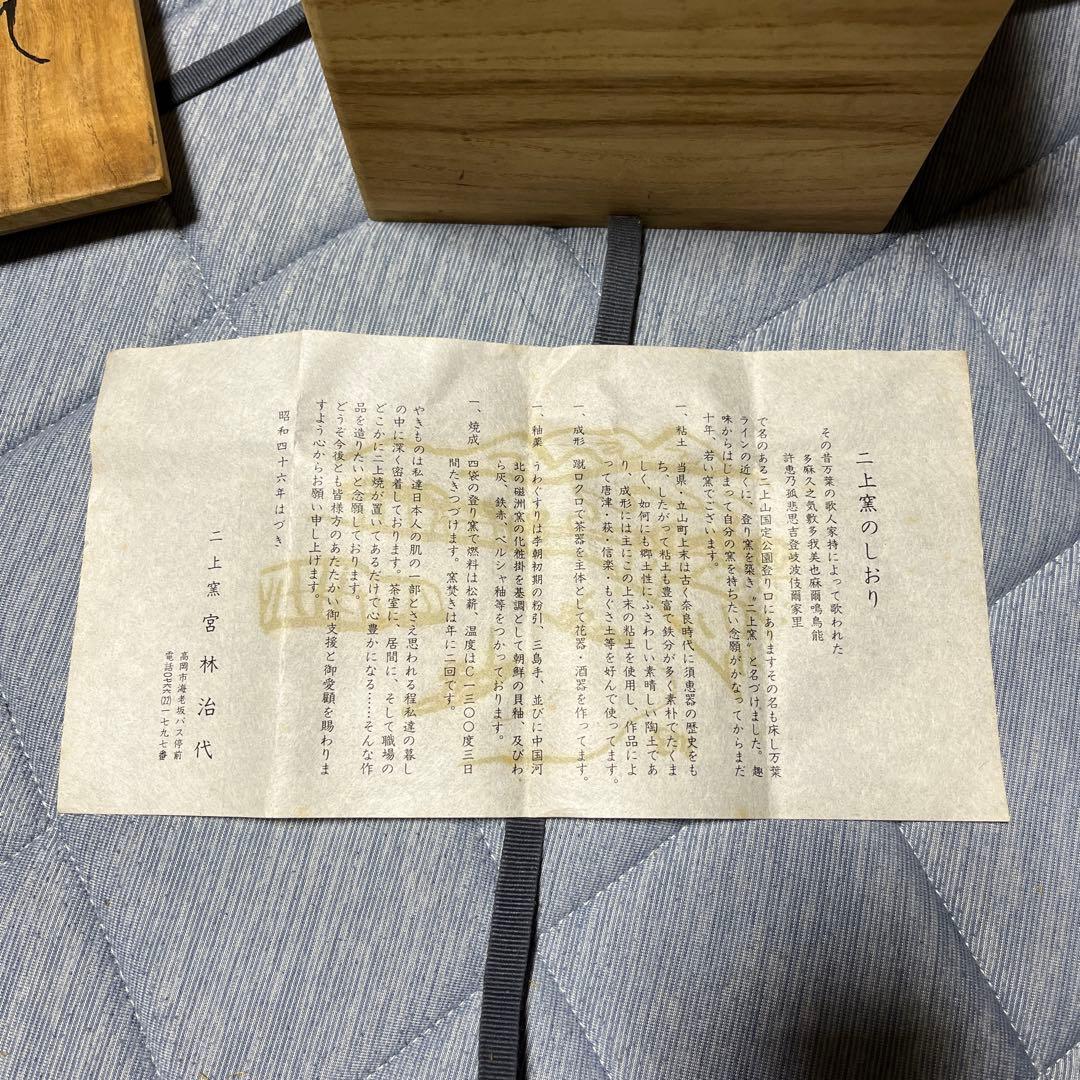 二上窯のしおり
その昔万葉の歌人家持によって歌われた
多麻久之気敷多我美也麻爾鳴鳥能
許恵乃孤悲思吉登岐波伎爾家里
で名のある二上山国定公園登り口にありますその名も床し万葉
ラインの近くに、登り窯を築き〝二上窯〟と名づけました。趣
味からはじまって自分の窯を持ちたい念願がかなってからまだ
十年、若い窯でございます。
一、粘土 当県・立山町上末は古く奈良時代に須恵器の歴史をも
ち、したがって粘土も豊富で鉄分が多く素朴でたくま
しく、如何にも郷土性にふさわしい素晴しい陶土であ
り、成形には主にこの上末の粘土を使用し、作品によ
って唐津・萩・信楽・もぐさ土等を好んで使ってます。
一、成形 蹴ロクロで茶器を主体として花器・酒器を作ってます。
一、釉薬 うわぐすりは李朝初期の粉引、三島手、並びに中国河
北の磁洲窯の化粧掛を基調として朝鮮の貝釉、及びわ
ら灰、鉄赤、ペルシャ釉等をつかっております。
一、焼成 四袋の登り窯で燃料は松薪、温度はC一三〇〇度三日
間たきつづけます。窯焚きは年に二回です。
やきものは私達日本人の肌の一部とさえ思われる程私達の暮し
の中に深く密着しております。茶室に、居間に、そして職場の
どこかに二上焼が置いてあるだけで心豊かになる……そんな作
品を造りたいと念願しております。
どうぞ今後とも皆様方のあたたかい御支援と御愛顧を賜わりま
すよう心からお願い申し上げます。
昭和四十六年はづき
二上窯 宮林治代
高岡市海老坂バス停前
電話〇七六六(22)一九七番